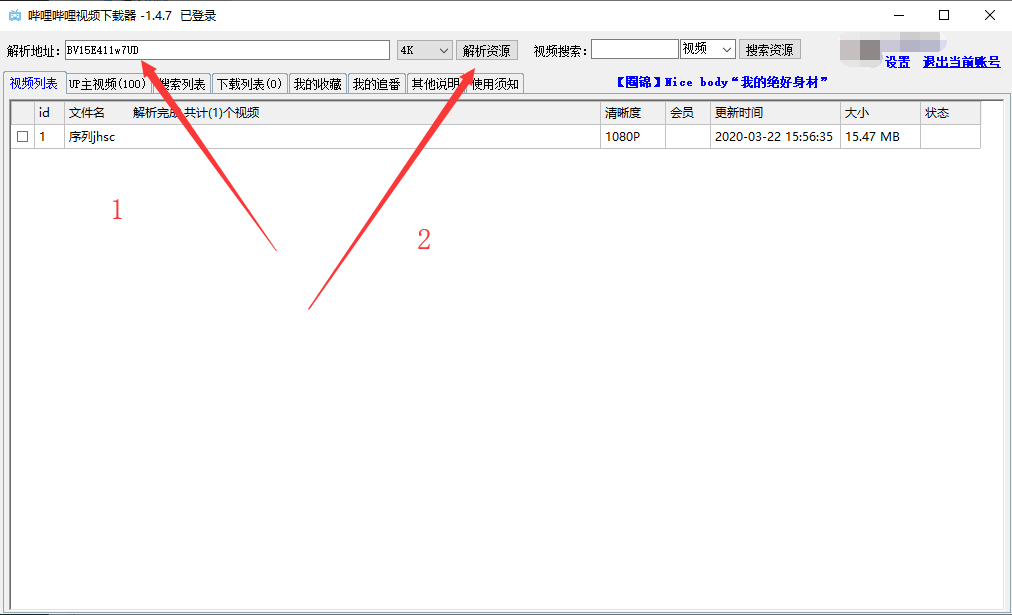 哔哩哔哩视频下载器 -1.4.7 已登录
解析地址: BV15E411w7UD 4K 解析资源 视频搜索: 视频 搜索资源 设置 退出当前账号
视频列表 UP主视频(100) 搜索列表 下载列表(0) 我的收藏 我的追番 其他说明 使用须知 【圈锦】Nice body“我的绝好身材”
id 文件名 解析完成,共计(1)个视频 清晰度 会员 更新时间 大小 状态
1 序列jhsc 1080P 2020-03-22 15:56:35 15.47 MB
1
2